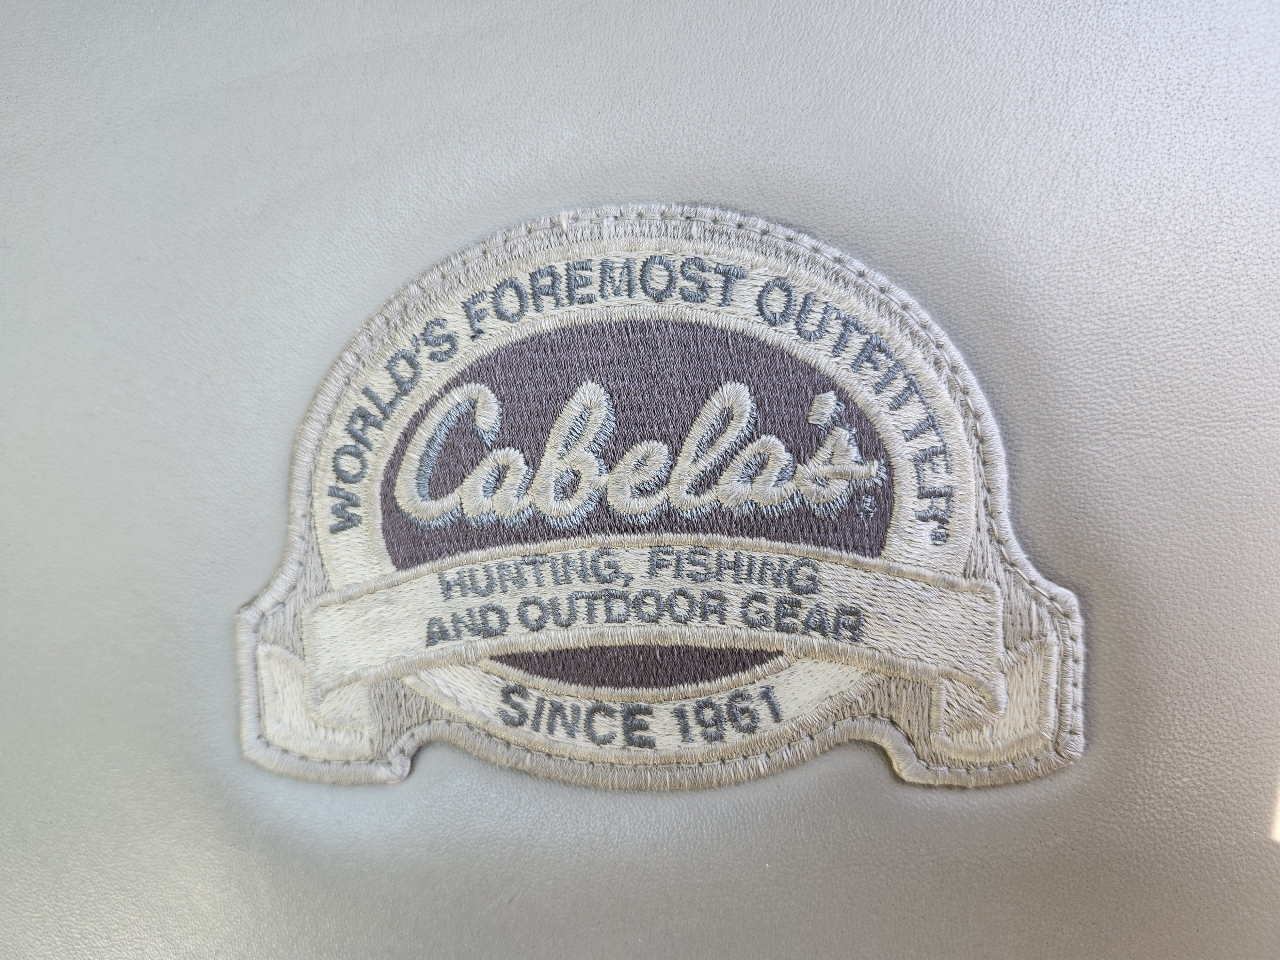 WORLD'S FOREMOST OUTFITTER®
Cabela's®
HUNTING, FISHING
AND OUTDOOR GEAR
SINCE 1961